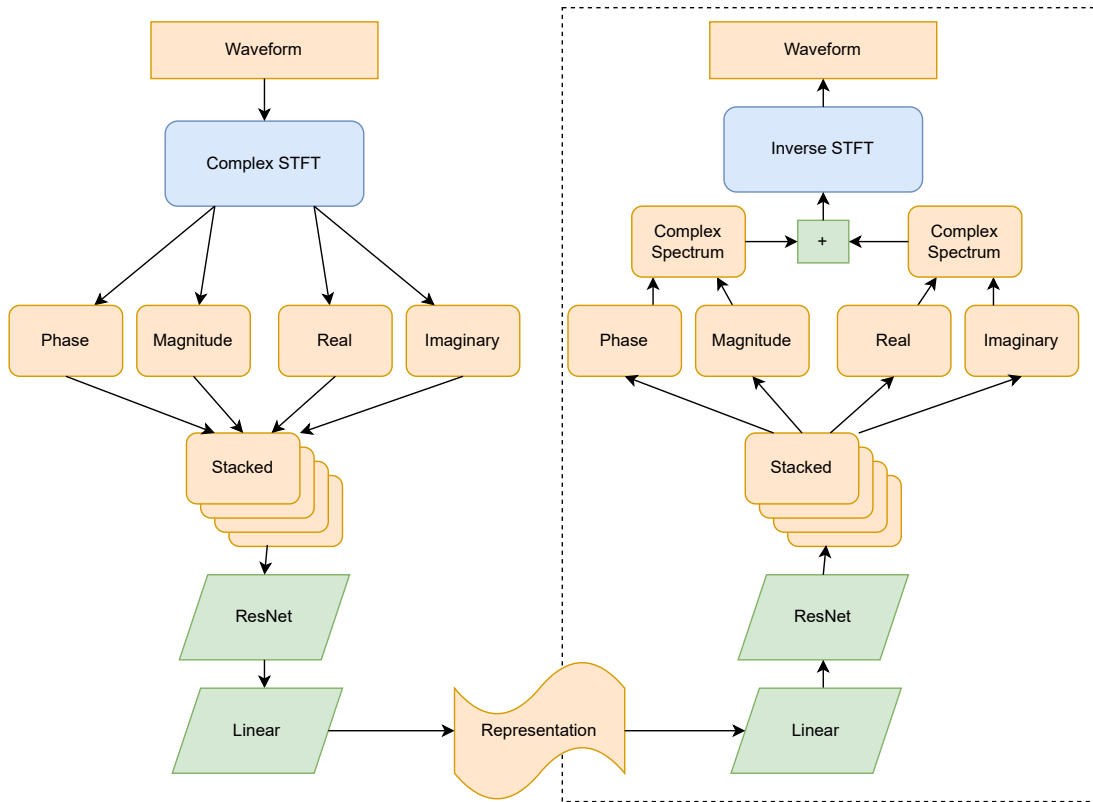 Waveform
Complex STFT
Phase
Magnitude
Real
Imaginary
Stacked
ResNet
Linear
Representation
Waveform
Inverse STFT
Complex
Spectrum
+
Complex
Spectrum
Phase
Magnitude
Real
Imaginary
Stacked
ResNet
Linear